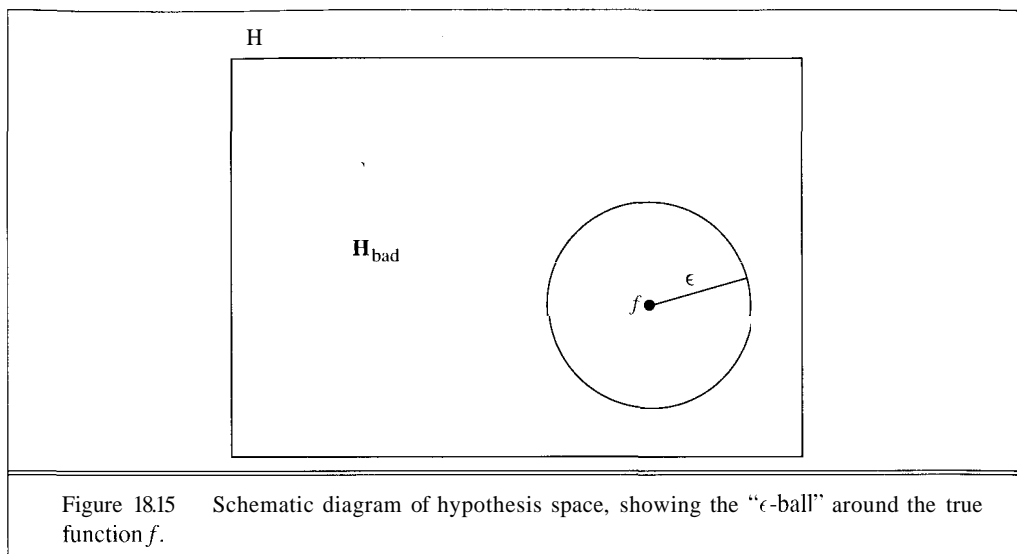 H
H_bad
ϵ
f
Figure 18.15 Schematic diagram of hypothesis space, showing the “ϵ-ball” around the true
function f.